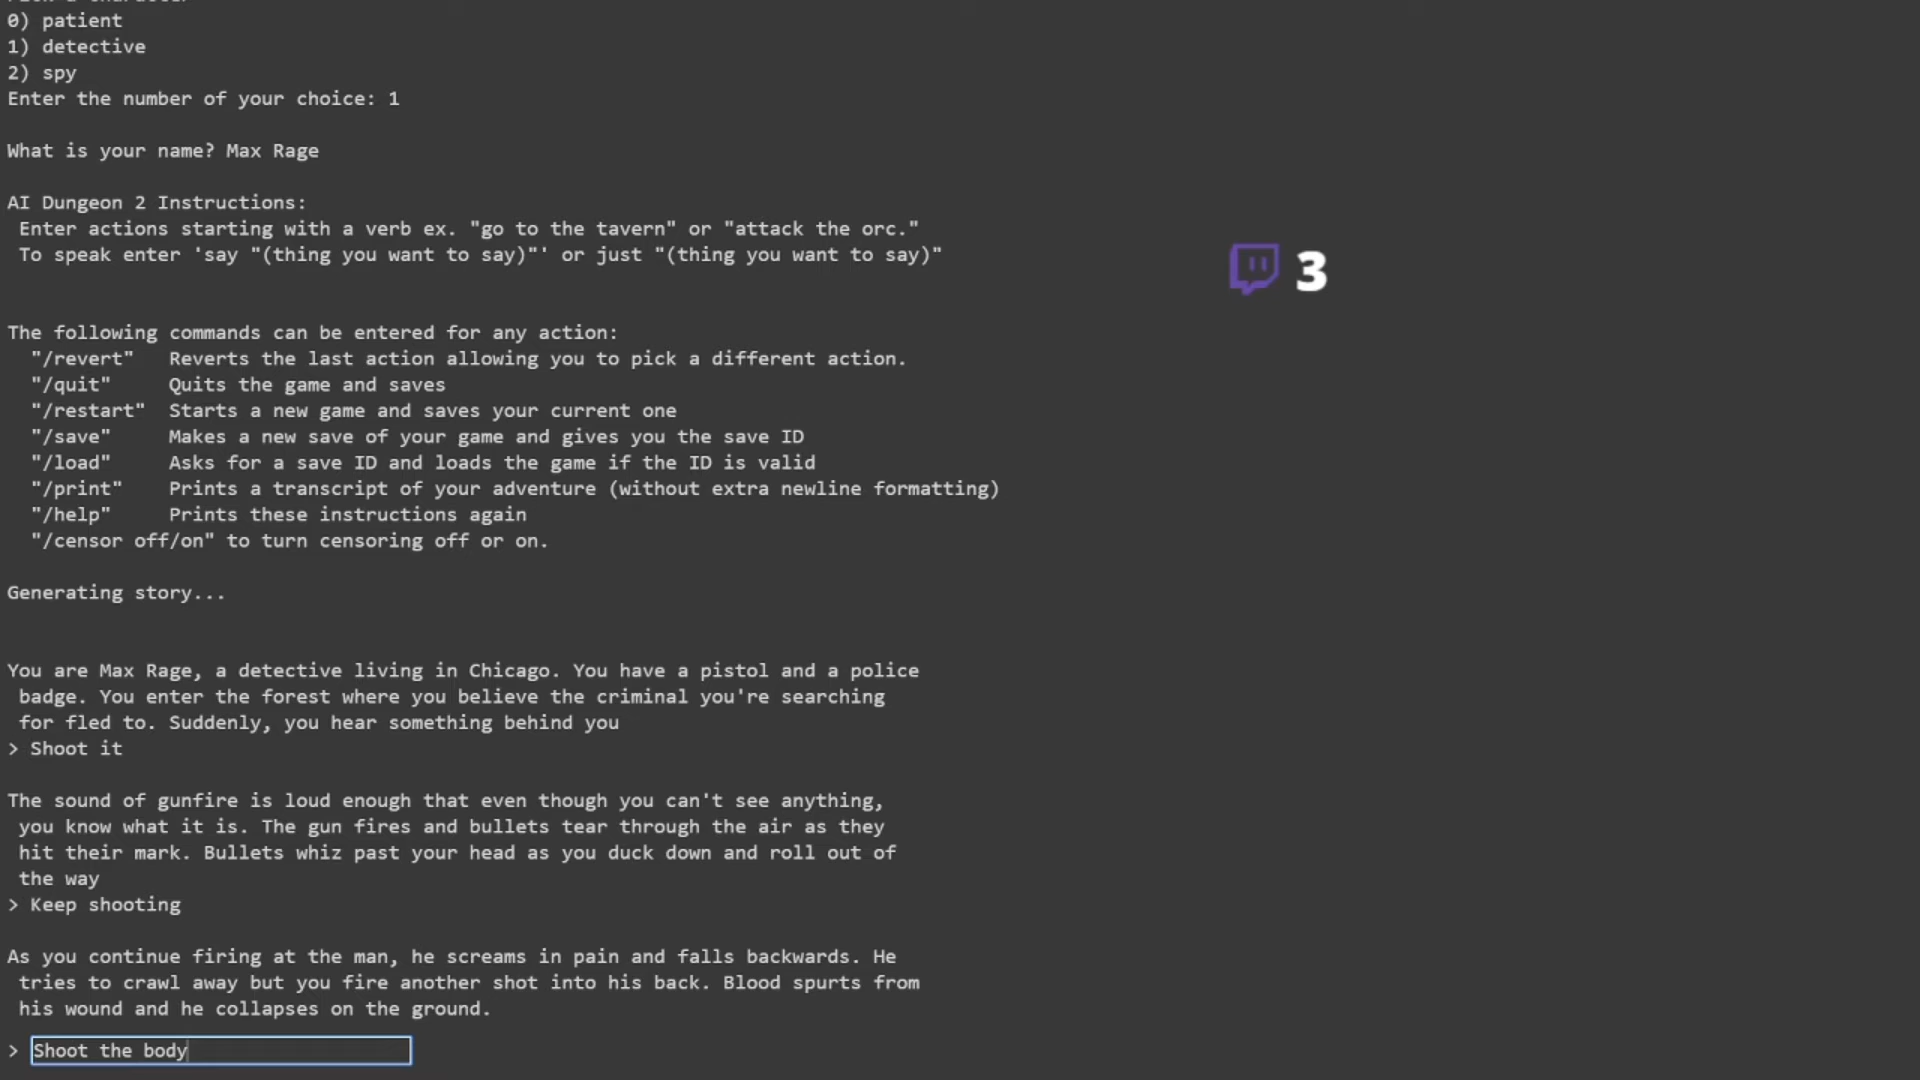 0) patient
1) detective
2) spy
Enter the number of your choice: 1
What is your name? Max Rage
AI Dungeon 2 Instructions:
Enter actions starting with a verb ex. "go to the tavern" or "attack the orc."
To speak enter 'say "(thing you want to say)"' or just "(thing you want to say)"
3
The following commands can be entered for any action:
"/revert" Reverts the last action allowing you to pick a different action.
"/quit" Quits the game and saves
"/restart" Starts a new game and saves your current one
"/save" Makes a new save of your game and gives you the save ID
"/load" Asks for a save ID and loads the game if the ID is valid
"/print" Prints a transcript of your adventure (without extra newline formatting)
"/help" Prints these instructions again
"/censor off/on" to turn censoring off or on.
Generating story...
You are Max Rage, a detective living in Chicago. You have a pistol and a police
badge. You enter the forest where you believe the criminal you're searching
for fled to. Suddenly, you hear something behind you
> Shoot it
The sound of gunfire is loud enough that even though you can't see anything,
you know what it is. The gun fires and bullets tear through the air as they
hit their mark. Bullets whiz past your head as you duck down and roll out of
the way
> Keep shooting
As you continue firing at the man, he screams in pain and falls backwards. He
tries to crawl away but you fire another shot into his back. Blood spurts from
his wound and he collapses on the ground.
> Shoot the body